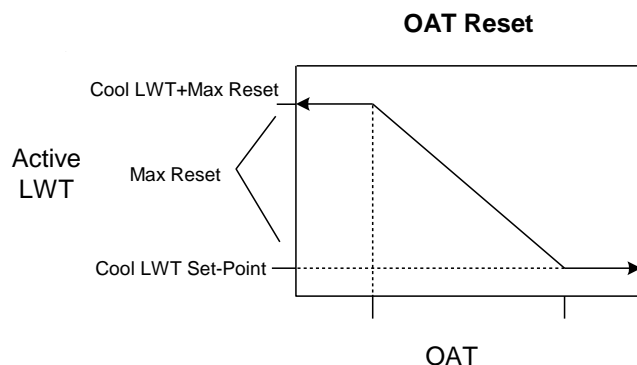 OAT Reset
Cool LWT+Max Reset
Active
LWT
Max Reset
Cool LWT Set-Point
OAT